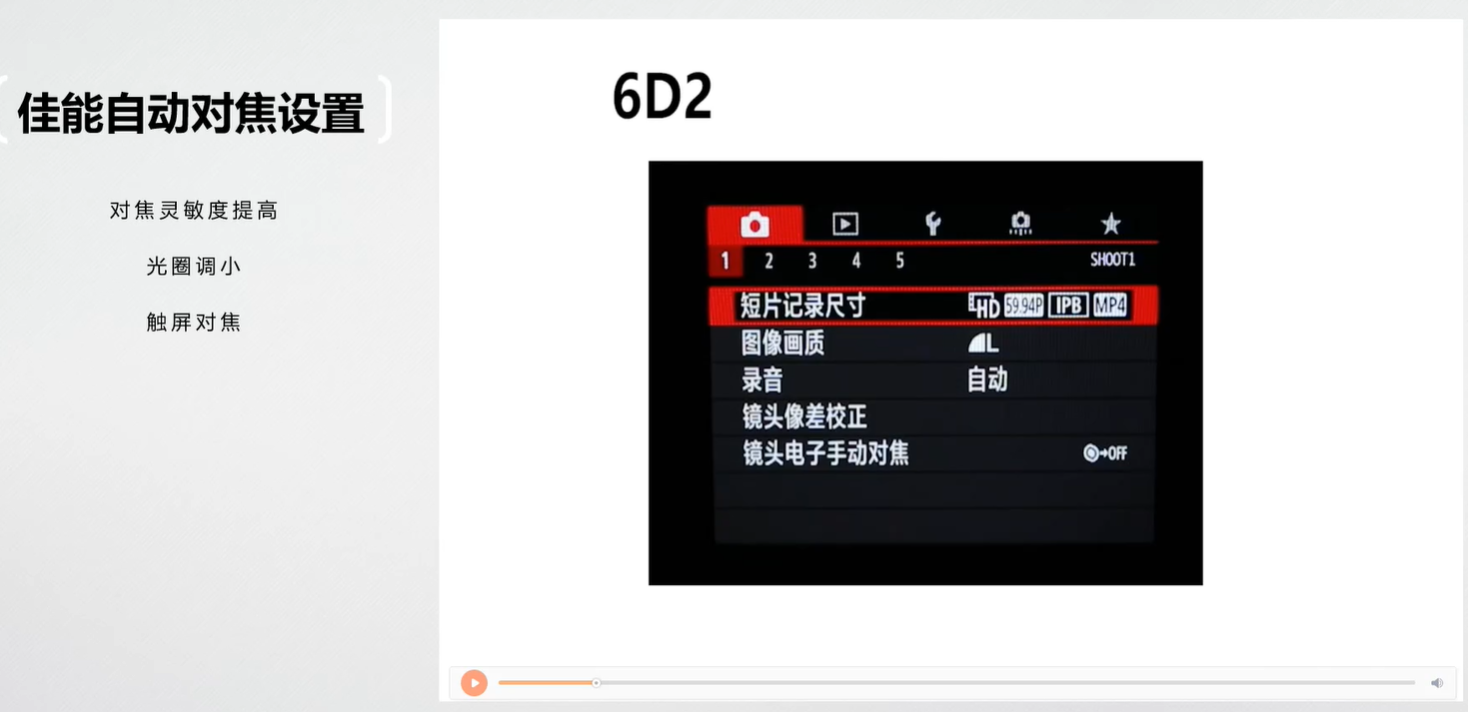 佳能自动对焦设置
对焦灵敏度提高
光圈调小
触屏对焦
6D2
1 2 3 4 5 SHOOT1
短片记录尺寸 HD 59.94P IPB MP4
图像画质 L
录音 自动
镜头像差校正
镜头电子手动对焦 OFF